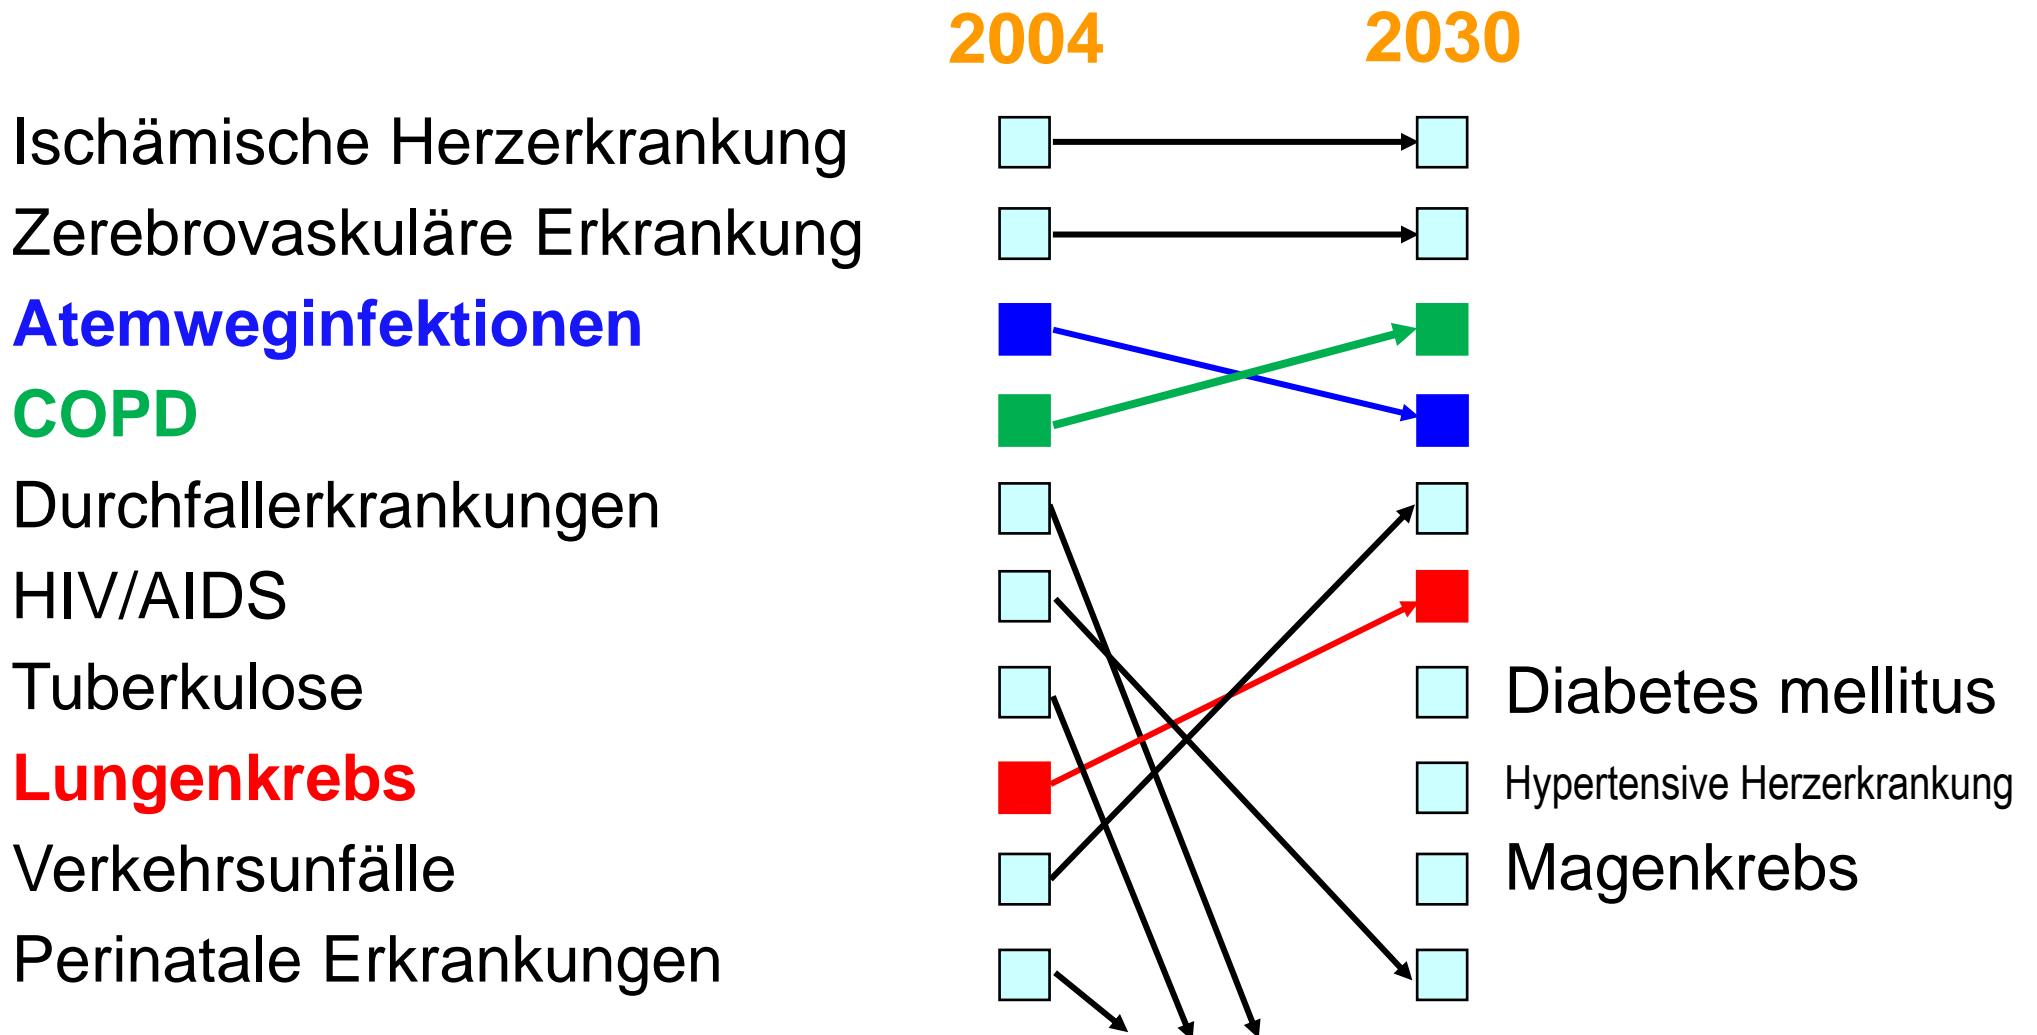 2004 2030
Ischämische Herzerkrankung
Zerebrovaskuläre Erkrankung
Atemweginfektionen
COPD
Durchfallerkrankungen
HIV/AIDS
Tuberkulose Diabetes mellitus
Lungenkrebs Hypertensive Herzerkrankung
Verkehrsunfälle Magenkrebs
Perinatale Erkrankungen